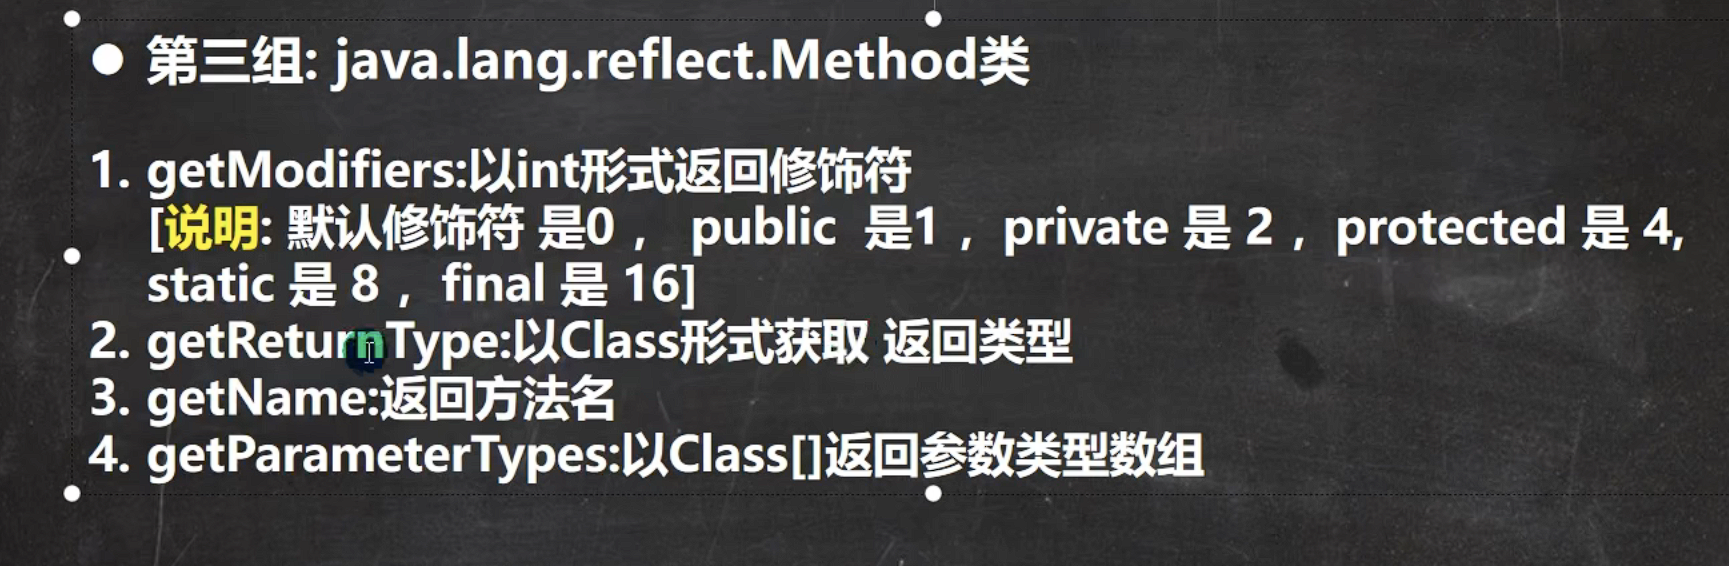 ● 第三组: java.lang.reflect.Method类
1. getModifiers:以int形式返回修饰符
[说明: 默认修饰符 是0 ， public 是1 ，private 是 2 ，protected 是 4,
static 是 8 ， final 是 16]
2. getReturnType:以Class形式获取 返回类型
3. getName:返回方法名
4. getParameterTypes:以Class[]返回参数类型数组